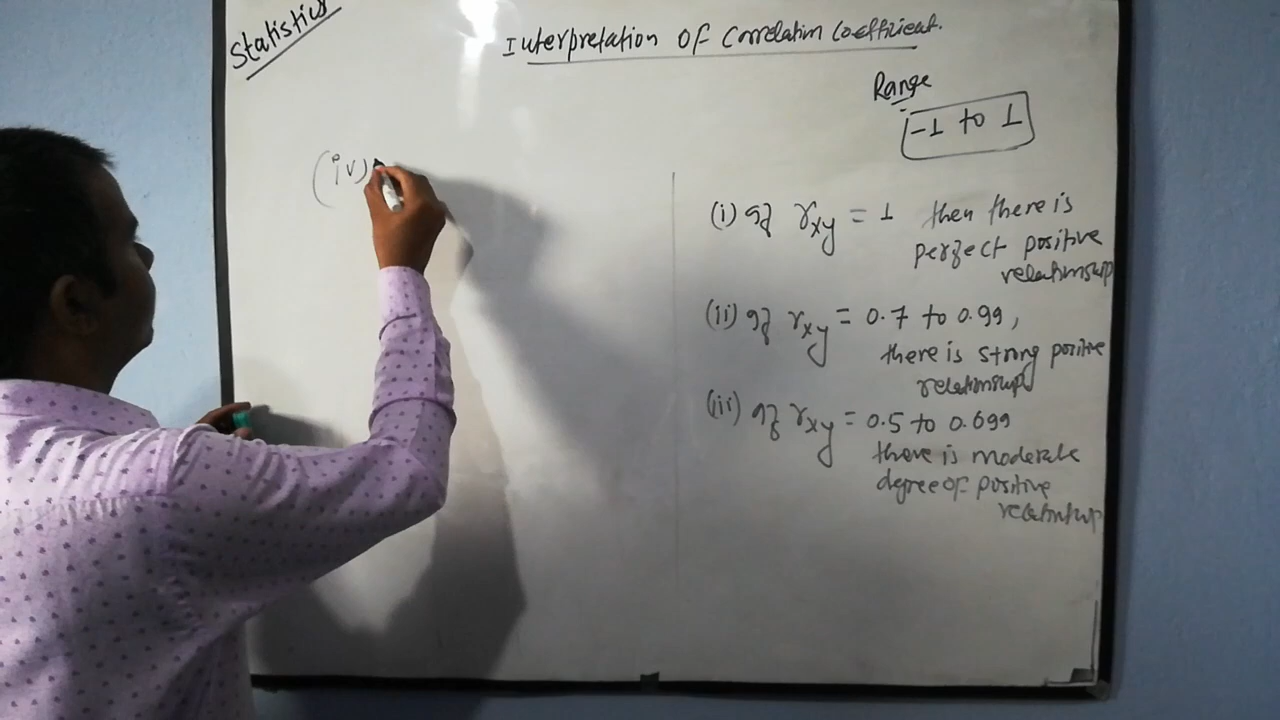 Statistics
Interpretation of Correlation Coefficient.
Range
-1 to 1
(i) If rxy = 1 then there is
perfect positive
relationship
(ii) If rxy = 0.7 to 0.99,
there is strong positive
relationship
(iii) If rxy = 0.5 to 0.699
there is moderate
degree of positive
relationship
(iv)